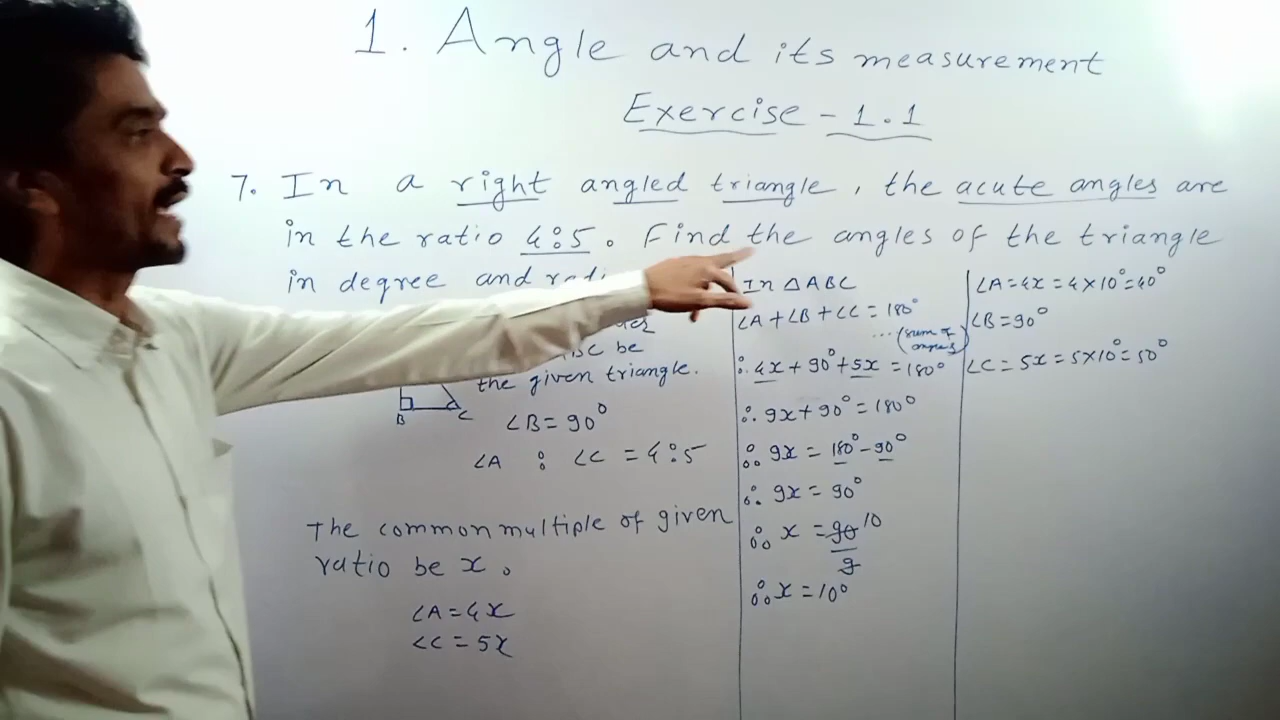 1. Angle and its measurement
Exercise - 1.1
7. In a right angled triangle, the acute angles are
in the ratio 4:5. Find the angles of the triangle
in degree and
be
the given triangle.
B C
∠B = 90°
∠A : ∠C = 4:5
The common multiple of given
ratio be x.
∠A = 4x
∠C = 5x
In △ABC
∠A + ∠B + ∠C = 180°
... (sum of
∴ 4x + 90° + 5x = 180°
∴ 9x + 90° = 180°
∴ 9x = 180° - 90°
∴ 9x = 90°
∴ x = 90 10
9
∴ x = 10°
∠A = 4x = 4×10° = 40°
∠B = 90°
∠C = 5x = 5×10° = 50°